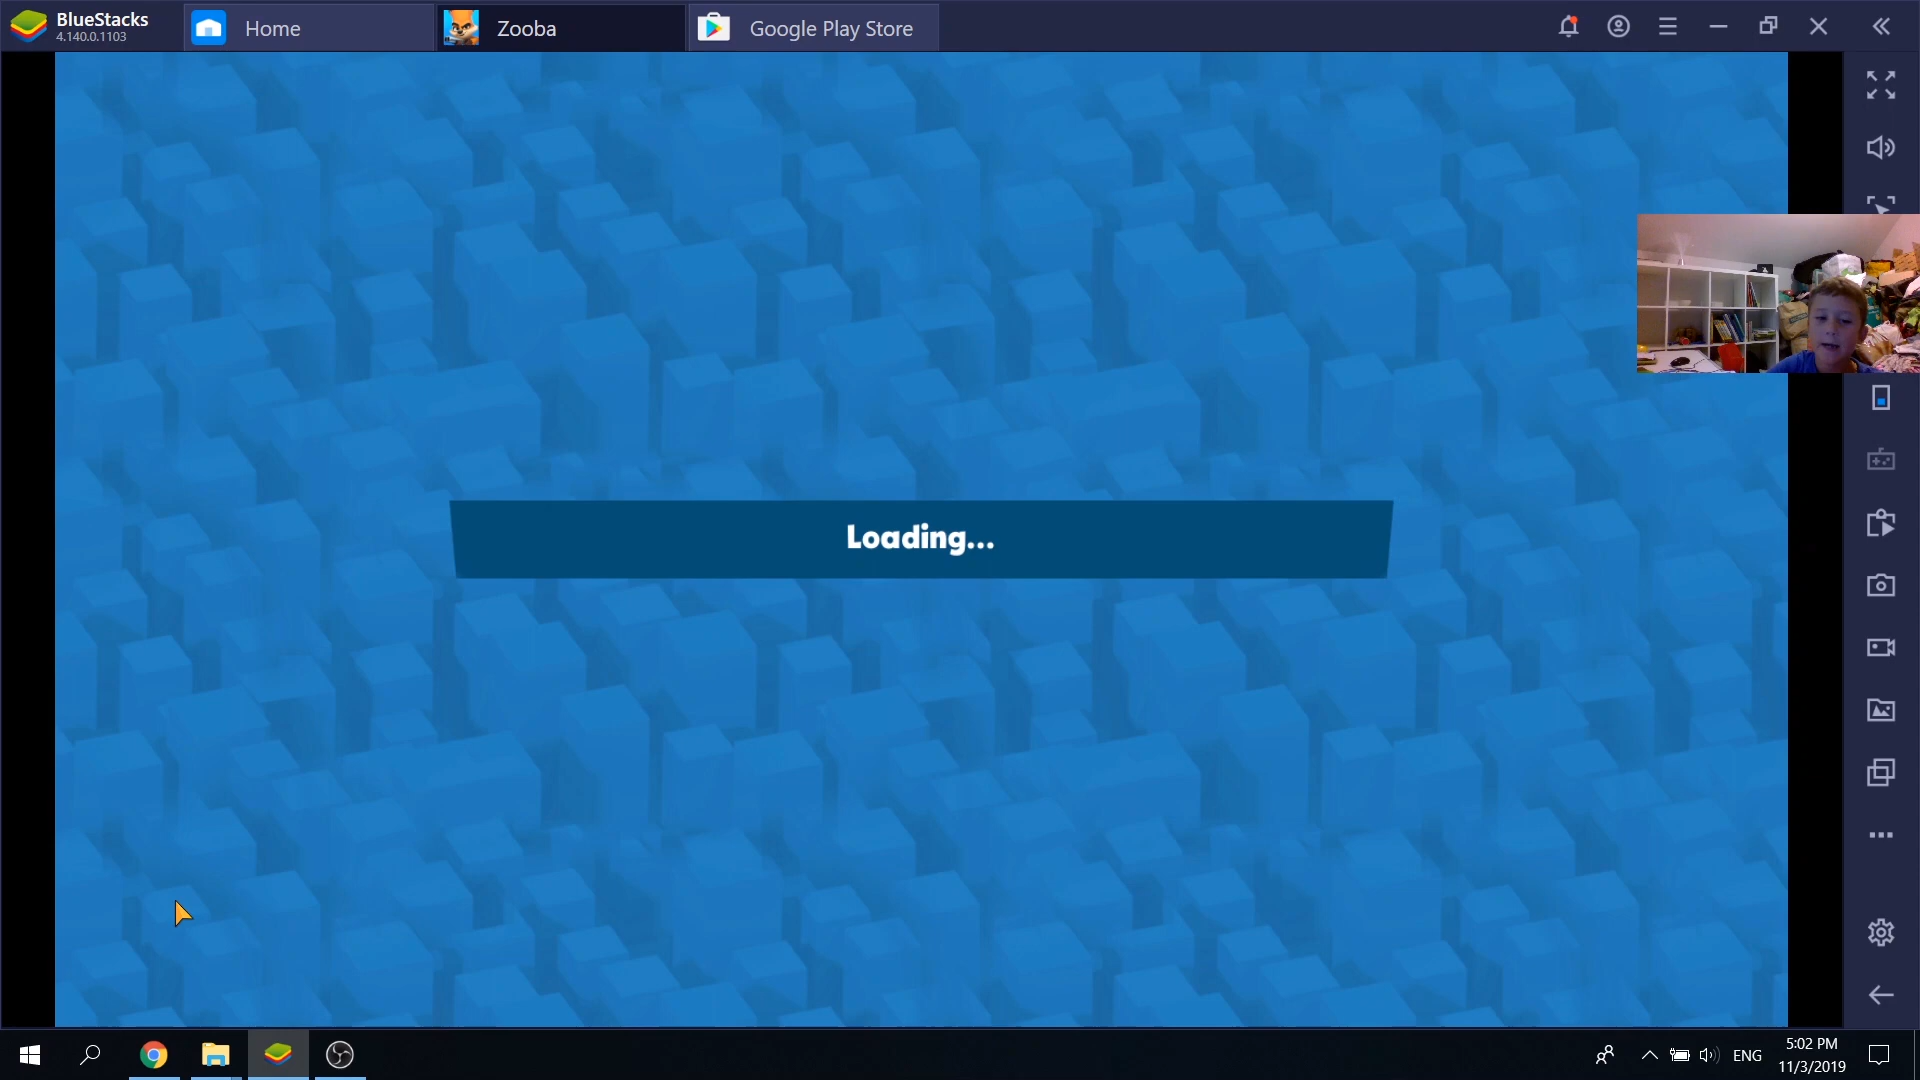 BlueStacks
4.140.0.1103
Home
Zooba
Google Play Store
Loading...
ENG
5:02 PM
11/3/2019